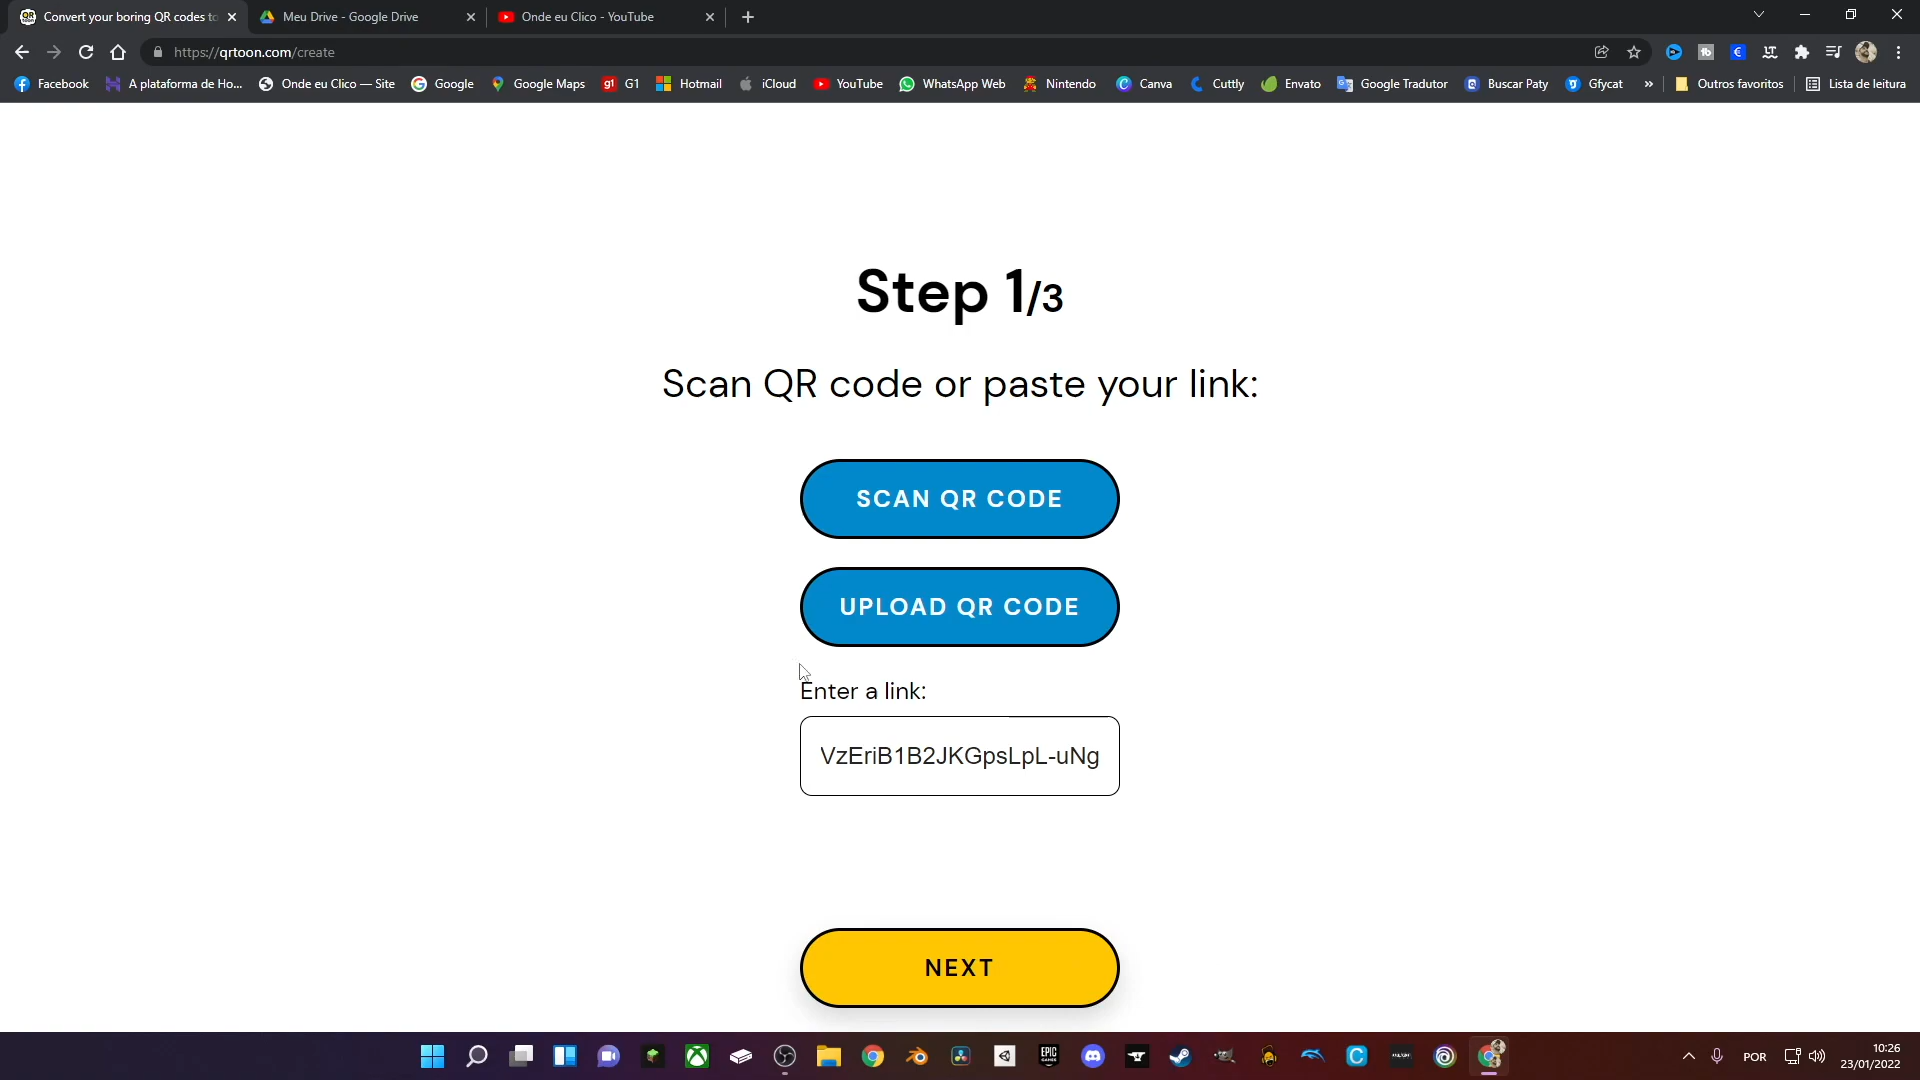 Convert your boring QR codes to
Meu Drive - Google Drive
Onde eu Clico - YouTube
https://qrtoon.com/create
Facebook
A plataforma de Ho...
Onde eu Clico — Site
Google
Google Maps
G1
Hotmail
iCloud
YouTube
WhatsApp Web
Nintendo
Canva
Cuttly
Envato
Google Tradutor
Buscar Paty
Gfycat
»
Outros favoritos
Lista de leitura
Step 1/3
Scan QR code or paste your link:
SCAN QR CODE
UPLOAD QR CODE
Enter a link:
VzEriB1B2JKGpsLpL-uNg
NEXT
EPIC GAMES
POR
10:26
23/01/2022